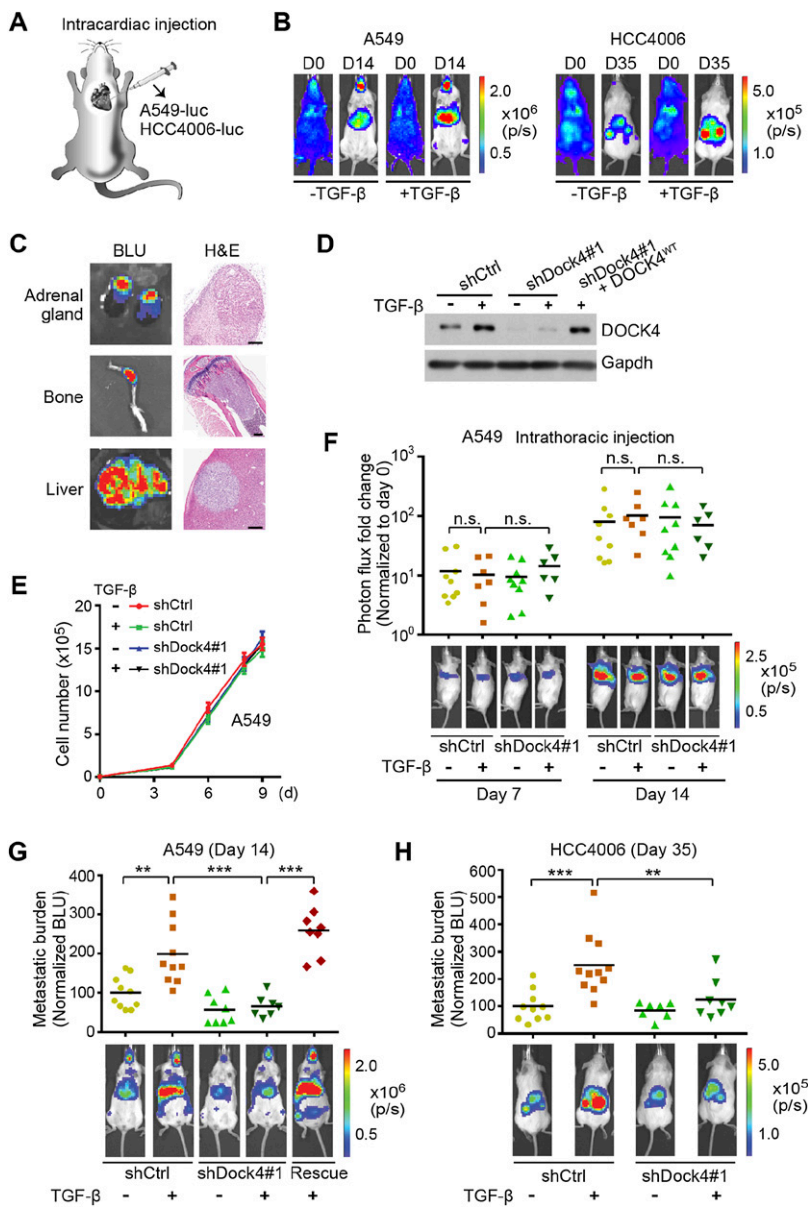 A
Intracardiac injection
A549-luc
HCC4006-luc
B
A549
HCC4006
D0 D14 D0 D14
D0 D35 D0 D35
2.0
x10⁶
(p/s)
0.5
5.0
x10⁵
(p/s)
1.0
-TGF-β +TGF-β
-TGF-β +TGF-β
C
BLU H&E
Adrenal
gland
Bone
Liver
D
shCtrl shDock4#1 shDock4#1
+ DOCK4ᵂᵀ
TGF-β - + - + +
DOCK4
Gapdh
E
TGF-β
- shCtrl
+ shCtrl
- shDock4#1
+ shDock4#1
Cell number (x10⁵)
20
15
10
5
0
A549
0 3 6 9 (d)
F
A549 Intrathoracic injection
Photon flux fold change
(Normalized to day 0)
10³
10²
10¹
10⁰
n.s. n.s. n.s. n.s.
2.5
x10⁵
(p/s)
0.5
shCtrl shDock4#1 shCtrl shDock4#1
TGF-β - + - + - + - +
Day 7 Day 14
G
A549 (Day 14)
Metastatic burden
(Normalized BLU)
400
300
200
100
0
** *** ***
2.0
x10⁶
(p/s)
0.5
shCtrl shDock4#1 Rescue
TGF-β - + - + +
H
HCC4006 (Day 35)
Metastatic burden
(Normalized BLU)
600
500
400
300
200
100
0
*** **
5.0
x10⁵
(p/s)
1.0
shCtrl shDock4#1
TGF-β - + - +